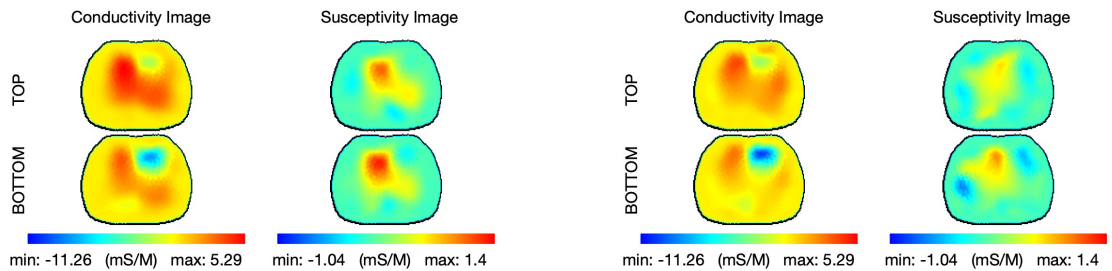 Conductivity Image Susceptivity Image Conductivity Image Susceptivity Image
TOP TOP
BOTTOM BOTTOM
min: -11.26 (mS/M) max: 5.29 min: -1.04 (mS/M) max: 1.4 min: -11.26 (mS/M) max: 5.29 min: -1.04 (mS/M) max: 1.4